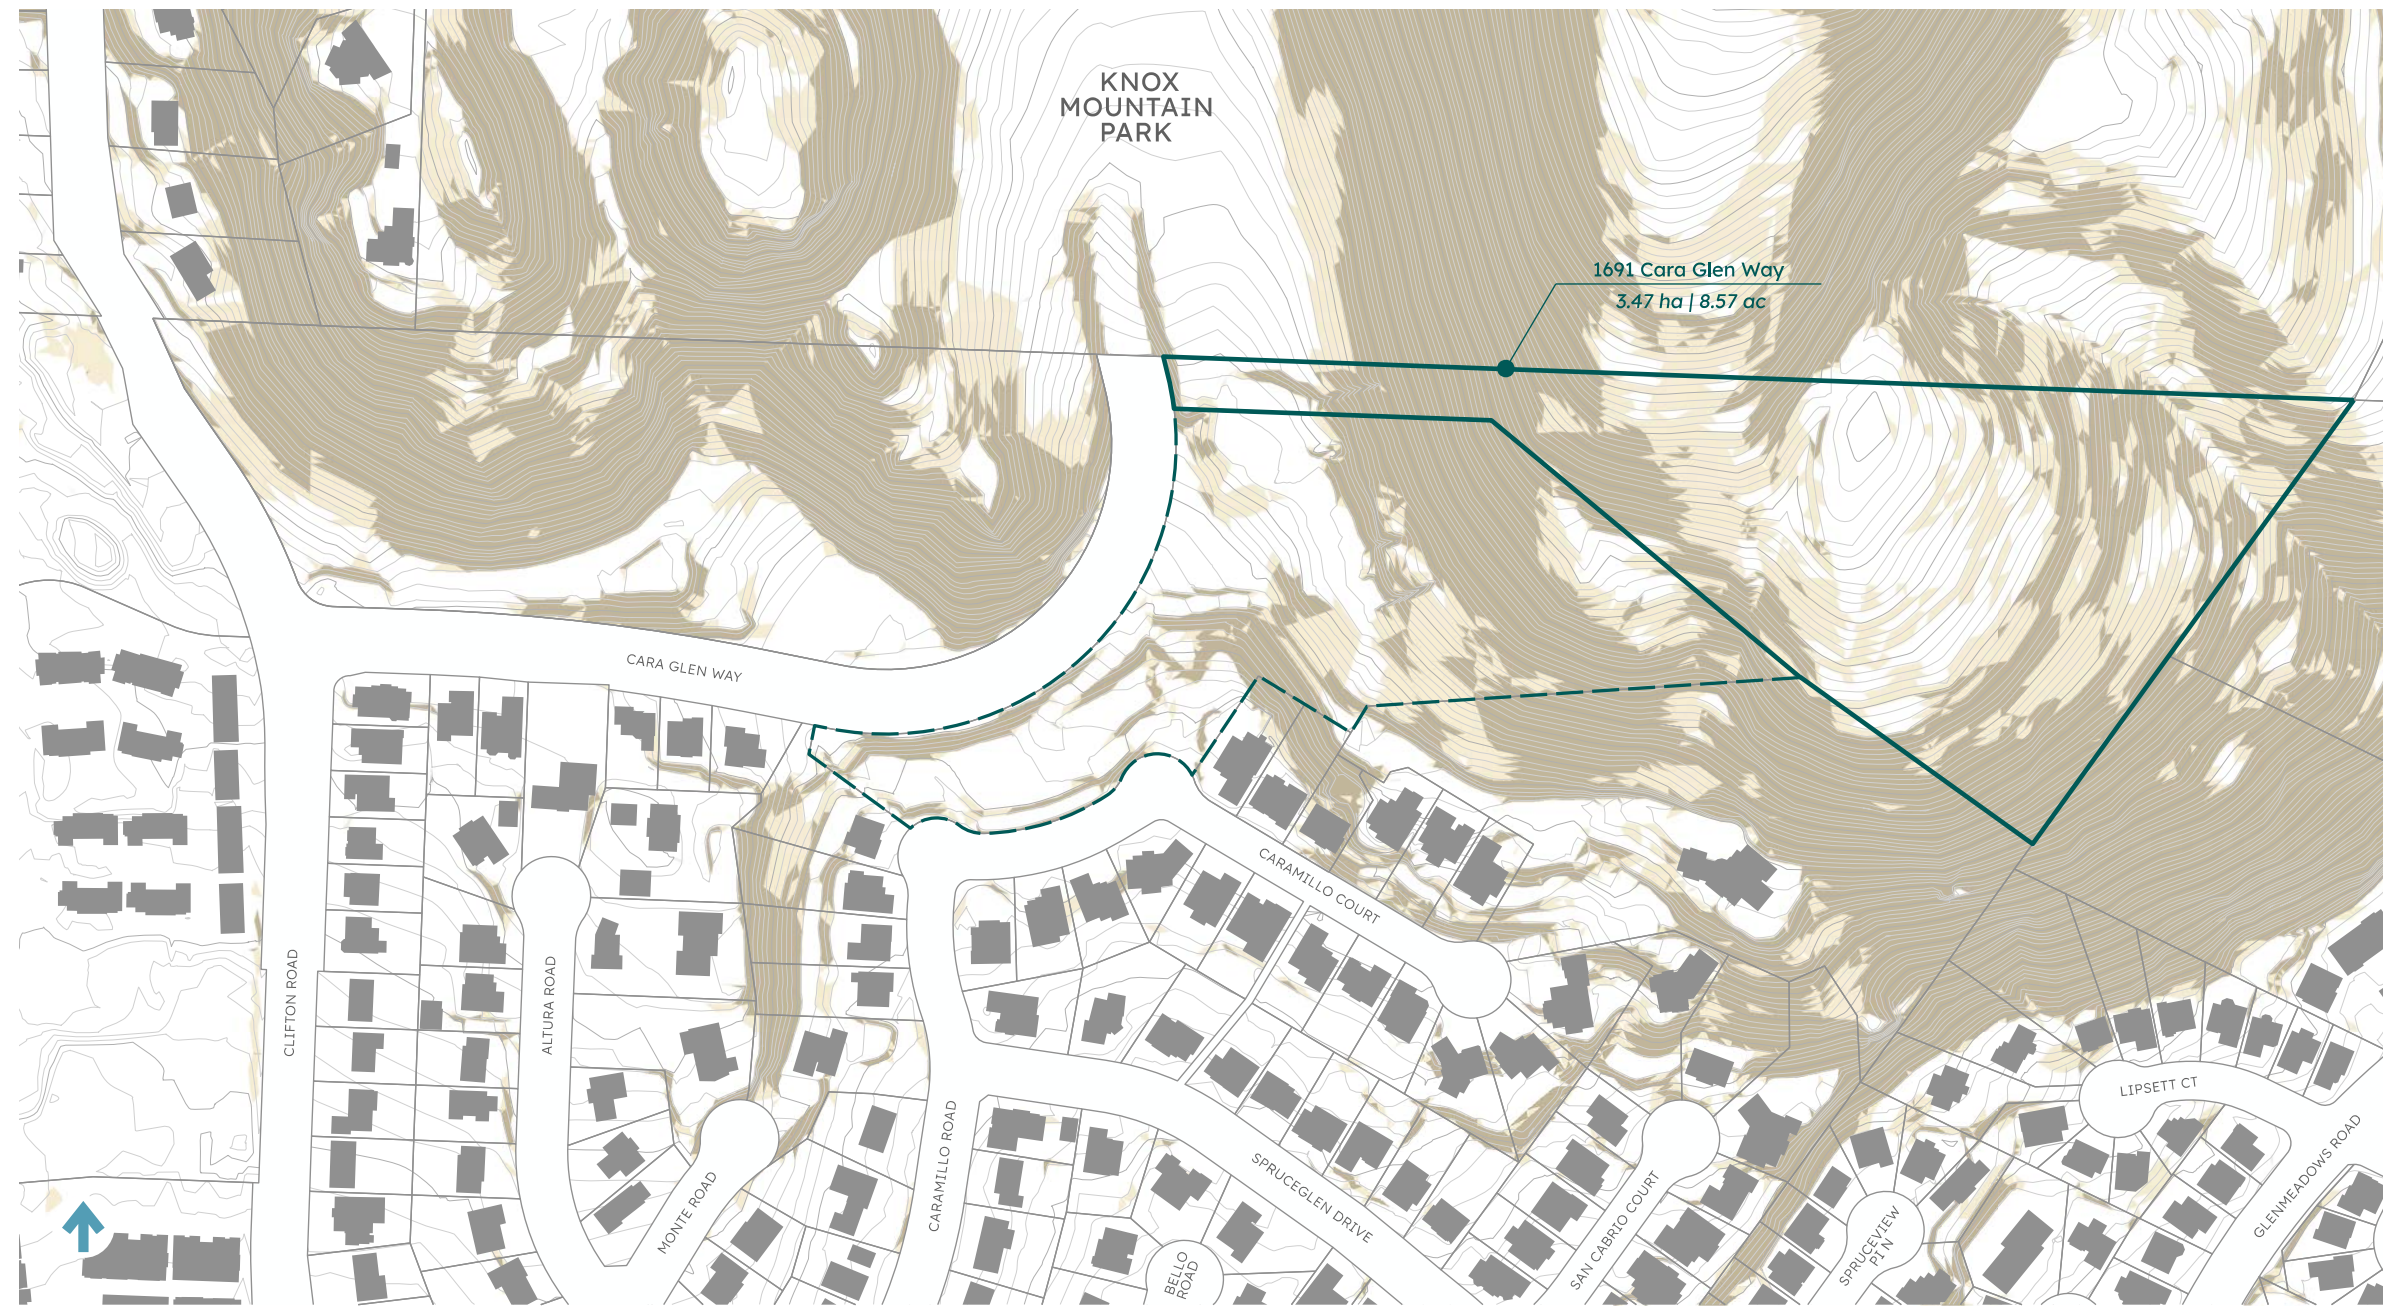 KNOX
MOUNTAIN
PARK
1691 Cara Glen Way
3.47 ha | 8.57 ac
CARA GLEN WAY
CLIFTON ROAD
ALTURA ROAD
MONTE ROAD
CARAMILLO ROAD
CARAMILLO COURT
SPRUCEGLEN DRIVE
BELLO
ROAD
SAN CABRIO COURT
SPRUCEVIEW
Pl N
LIPSETT CT
GLENMEADOWS ROAD